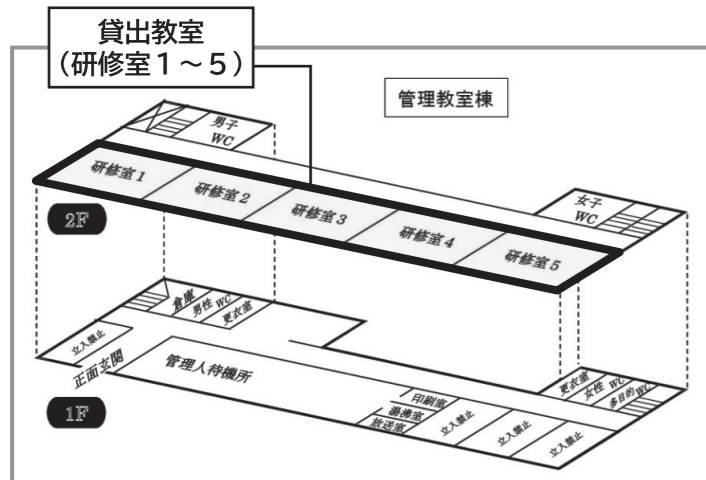 貸出教室
（研修室１～５）
管理教室棟
男子
WC
研修室1
研修室2
研修室3
研修室4
研修室5
女子
WC
2F
倉庫
男性 WC
更衣室
立入禁止
正面玄関
管理人待機所
印刷室
湯沸室
放送室
立入禁止
立入禁止
立入禁止
更衣室
女性 WC
多目的WC
1F